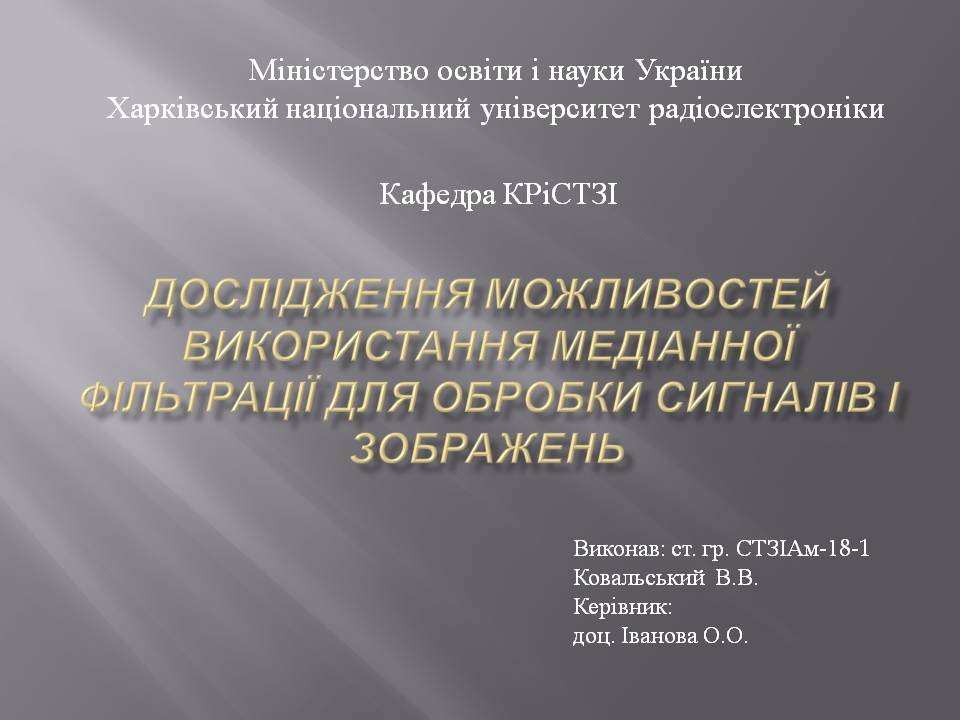 Міністерство освіти і науки України
Харківський національний університет радіоелектроніки
Кафедра КРіСТЗІ
ДОСЛІДЖЕННЯ МОЖЛИВОСТЕЙ
ВИКОРИСТАННЯ МЕДІАННОЇ
ФІЛЬТРАЦІЇ ДЛЯ ОБРОБКИ СИГНАЛІВ І
ЗОБРАЖЕНЬ
Виконав: ст. гр. СТЗІАм-18-1
Ковальський В.В.
Керівник:
доц. Іванова О.О.